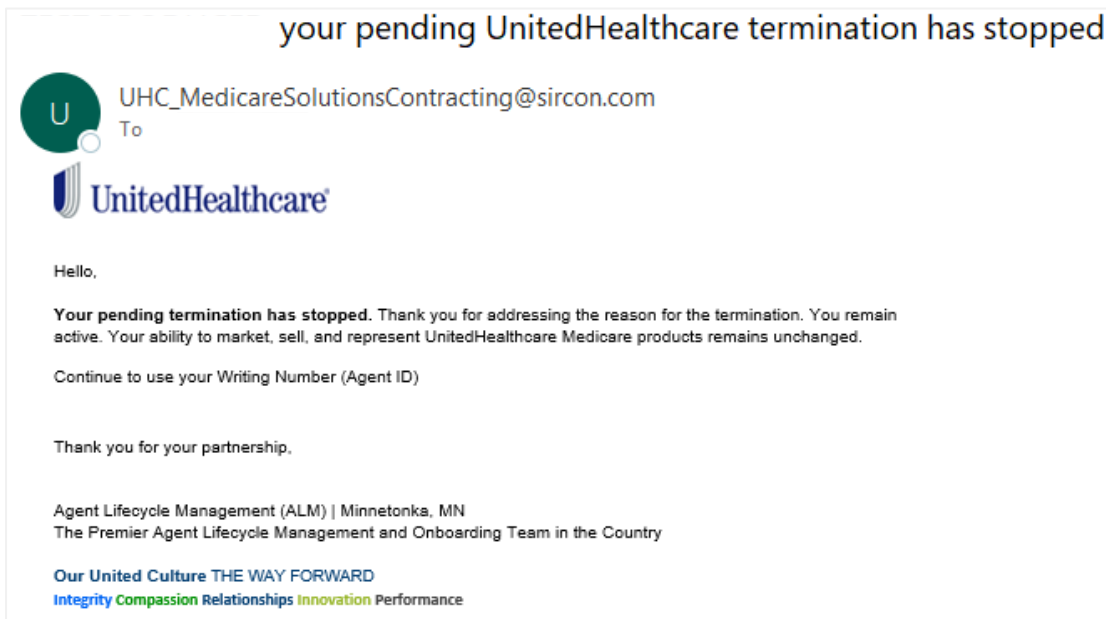 your pending UnitedHealthcare termination has stopped
U
UHC_MedicareSolutionsContracting@sircon.com
To
UnitedHealthcare®
Hello,
Your pending termination has stopped. Thank you for addressing the reason for the termination. You remain
active. Your ability to market, sell, and represent UnitedHealthcare Medicare products remains unchanged.
Continue to use your Writing Number (Agent ID)
Thank you for your partnership,
Agent Lifecycle Management (ALM) | Minnetonka, MN
The Premier Agent Lifecycle Management and Onboarding Team in the Country
Our United Culture THE WAY FORWARD
Integrity Compassion Relationships Innovation Performance